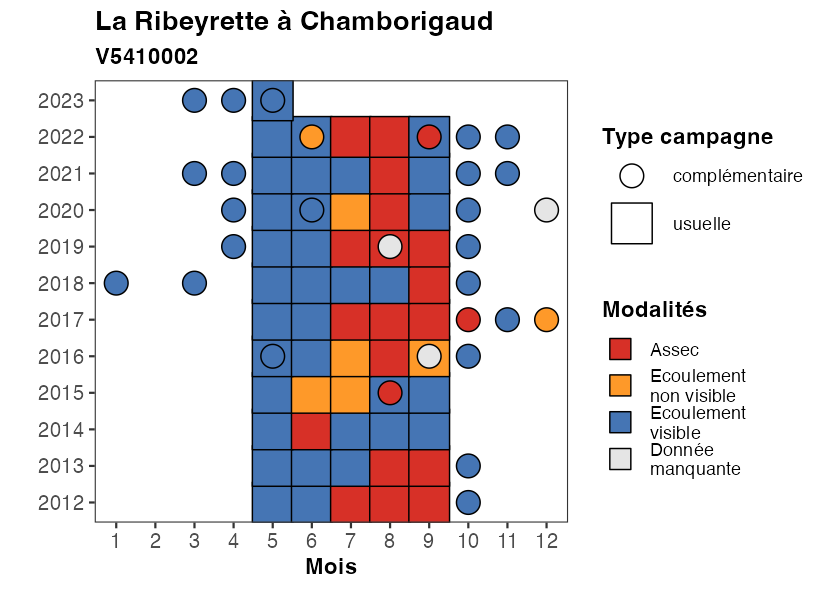 La Ribeyrette à Chamborigaud
V5410002
2023
2022
2021
2020
2019
2018
2017
2016
2015
2014
2013
2012
1 2 3 4 5 6 7 8 9 10 11 12
Mois
Type campagne
complémentaire
usuelle
Modalités
Assec
Ecoulement
non visible
Ecoulement
visible
Donnée
manquante